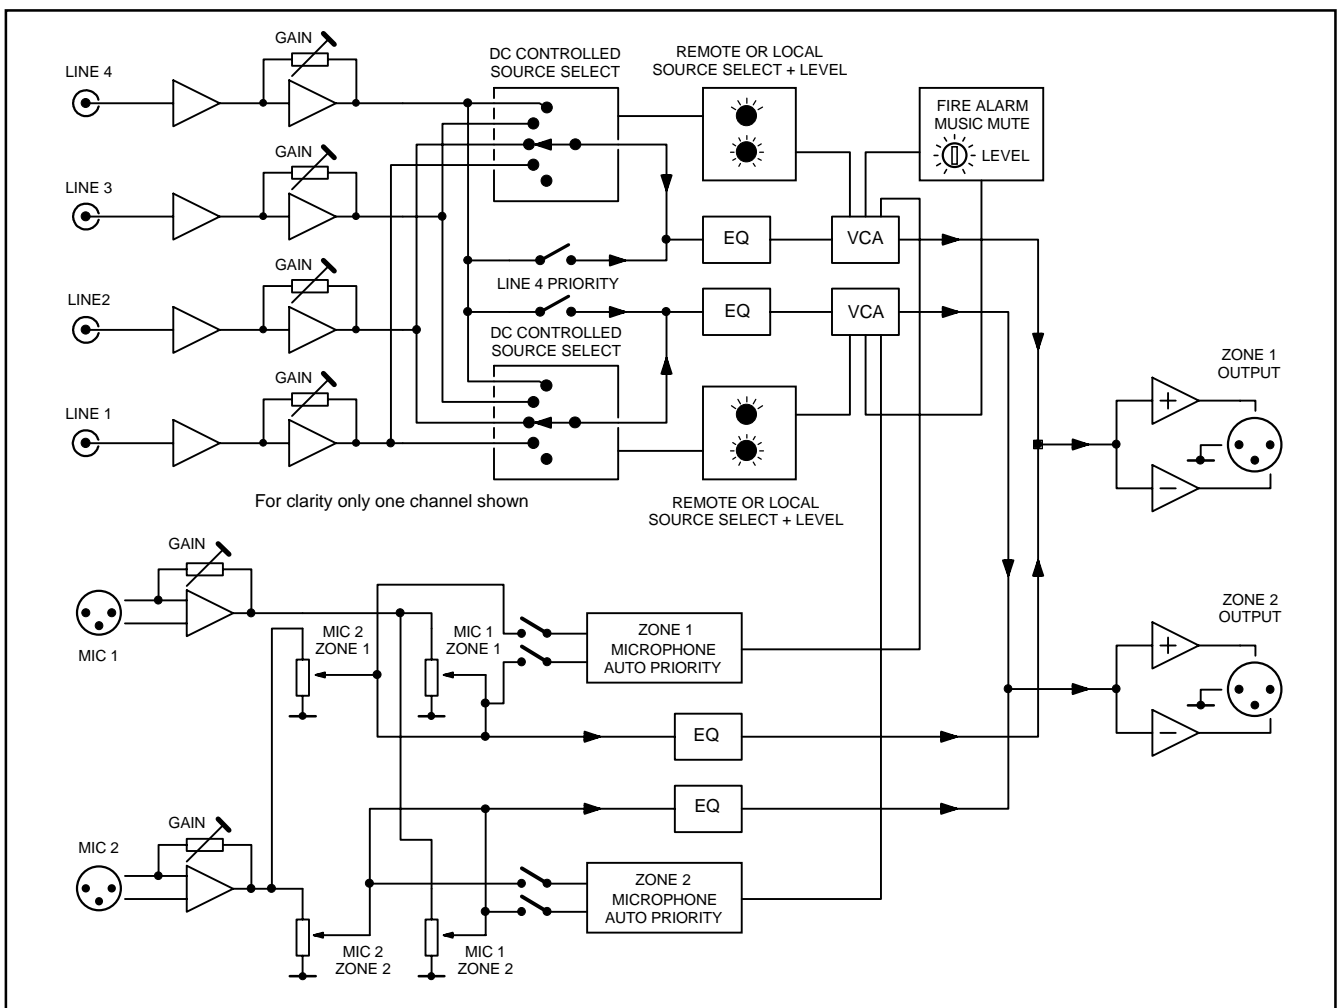 GAIN
LINE 4
DC CONTROLLED
SOURCE SELECT
REMOTE OR LOCAL
SOURCE SELECT + LEVEL
FIRE ALARM
MUSIC MUTE
LEVEL
GAIN
LINE 3
EQ
VCA
GAIN
LINE2
LINE 4 PRIORITY
EQ
VCA
DC CONTROLLED
SOURCE SELECT
GAIN
LINE 1
ZONE 1
OUTPUT
+
−
For clarity only one channel shown
REMOTE OR LOCAL
SOURCE SELECT + LEVEL
GAIN
MIC 1
MIC 2
ZONE 1
MIC 1
ZONE 1
ZONE 1
MICROPHONE
AUTO PRIORITY
ZONE 2
OUTPUT
+
−
EQ
EQ
GAIN
MIC 2
ZONE 2
MICROPHONE
AUTO PRIORITY
MIC 2
ZONE 2
MIC 1
ZONE 2